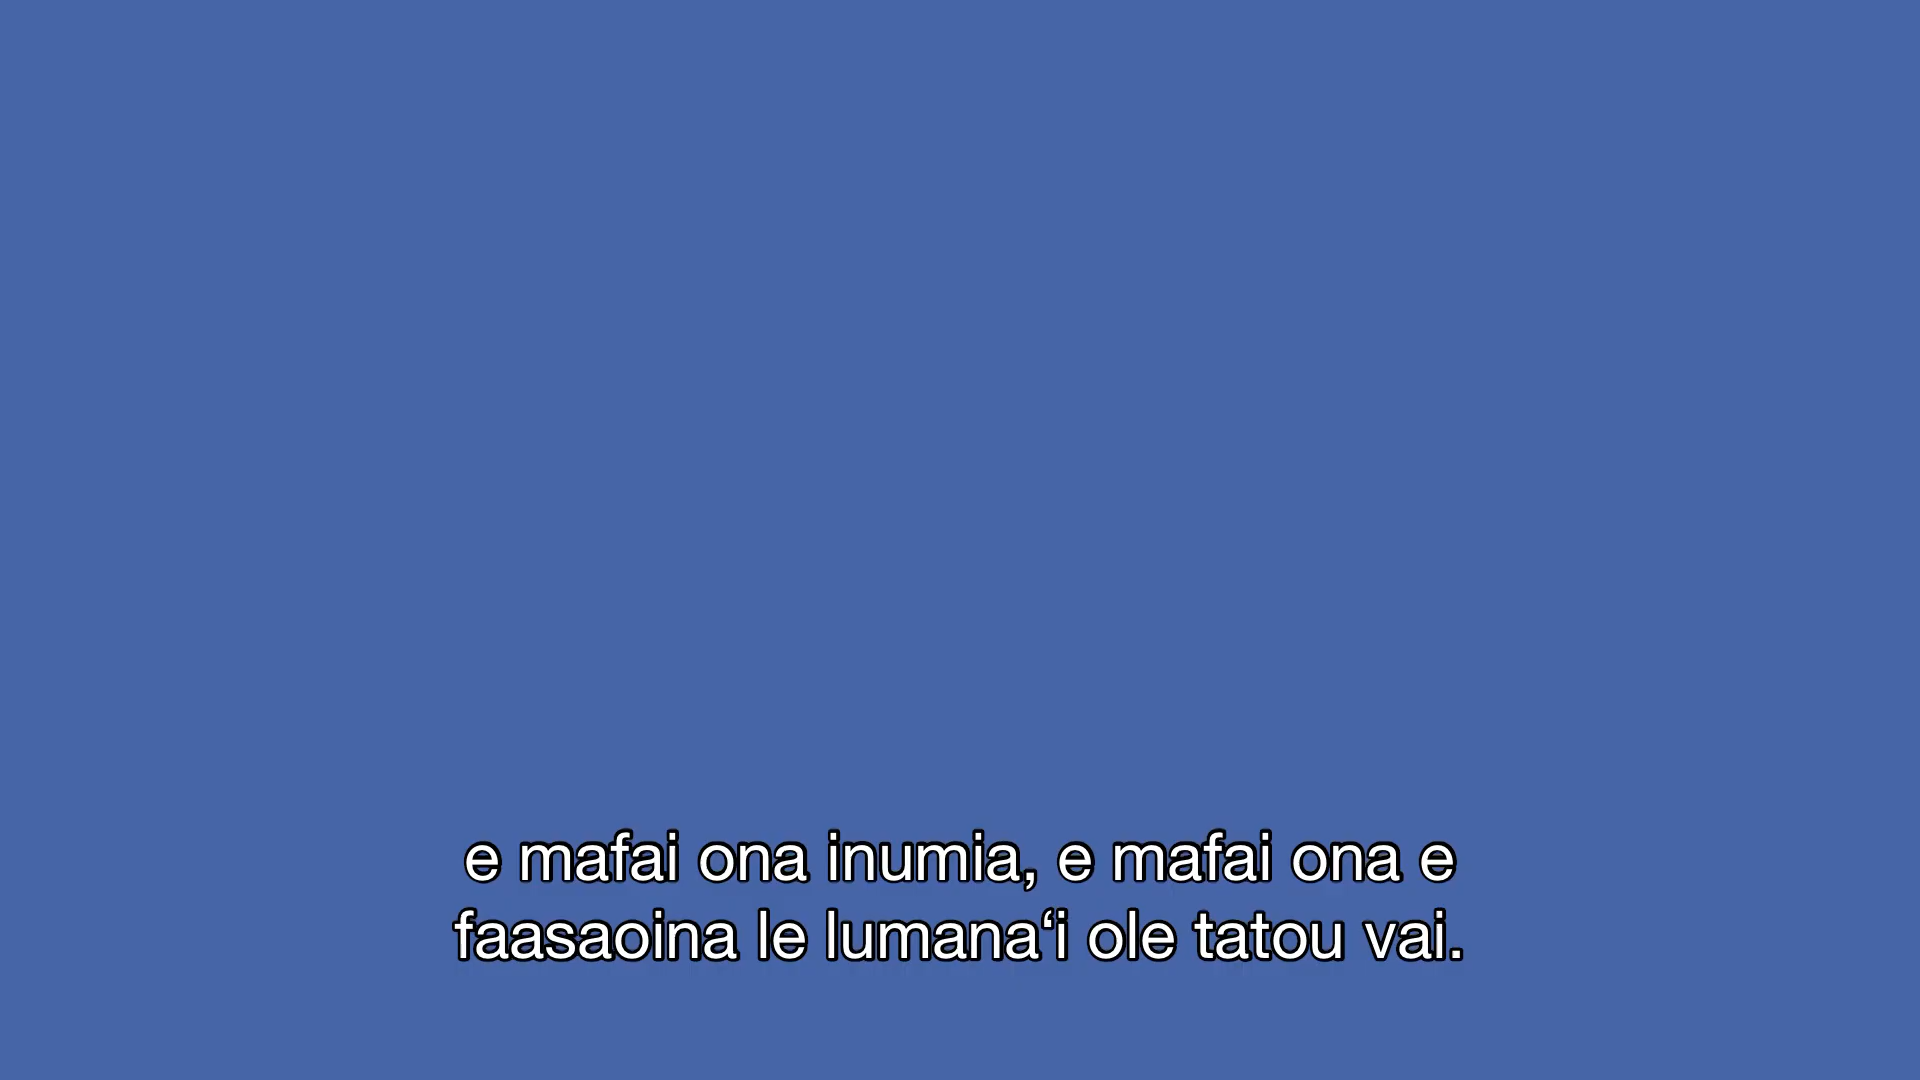 e mafai ona inumia, e mafai ona e
faasaoina le lumana‘i ole tatou vai.